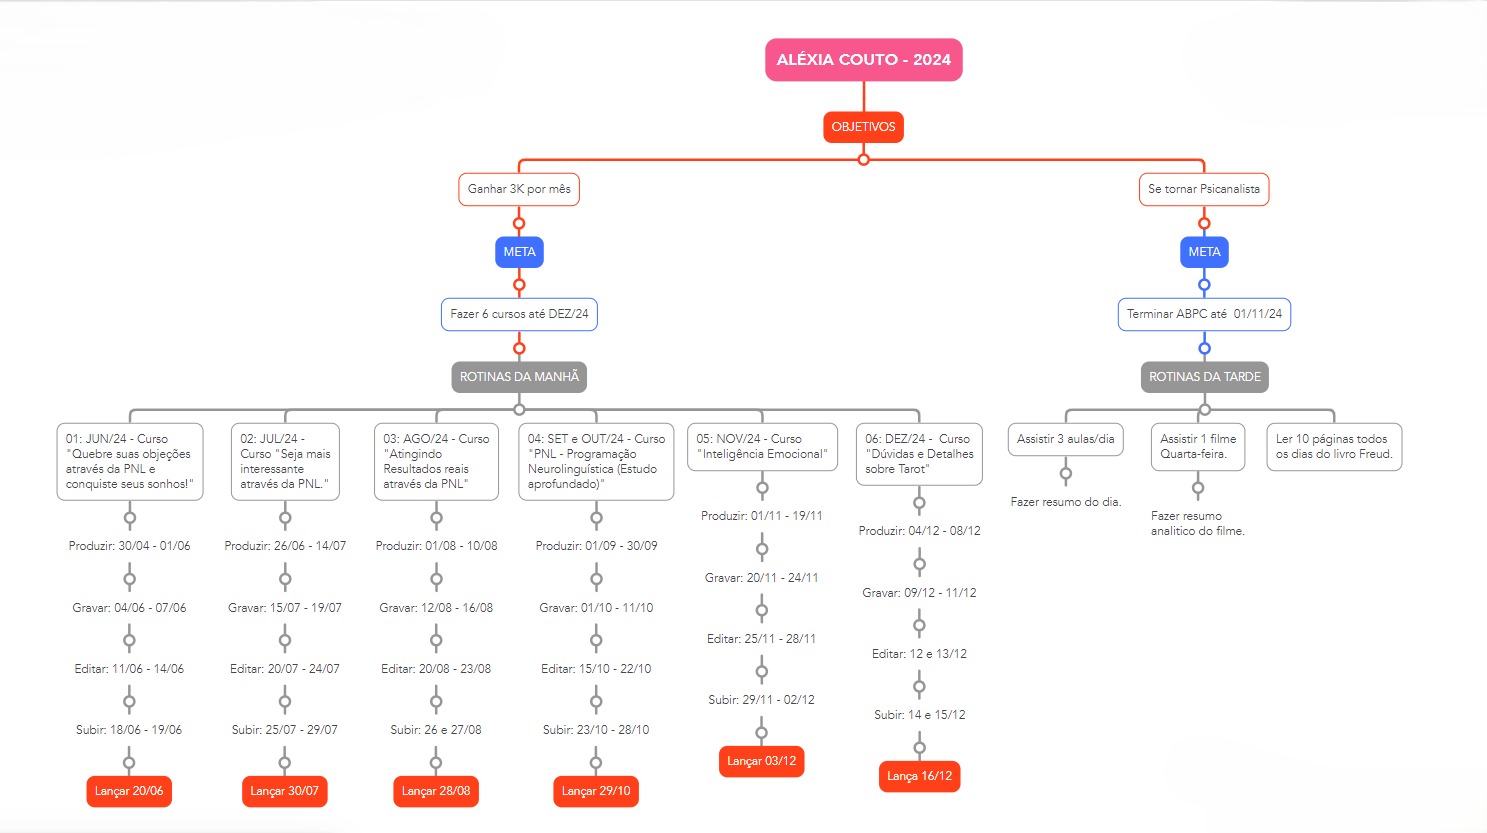 ALÉXIA COUTO - 2024
OBJETIVOS
Ganhar 3K por mês
META
Fazer 6 cursos até DEZ/24
ROTINAS DA MANHÃ
01: JUN/24 - Curso
"Quebre suas objeções
através da PNL e
conquiste seus sonhos!"
Produzir: 30/04 - 01/06
Gravar: 04/06 - 07/06
Editar: 11/06 - 14/06
Subir: 18/06 - 19/06
Lançar 20/06
02: JUL/24 -
Curso "Seja mais
interessante
através da PNL."
Produzir: 26/06 - 14/07
Gravar: 15/07 - 19/07
Editar: 20/07 - 24/07
Subir: 25/07 - 29/07
Lançar 30/07
03: AGO/24 - Curso
"Atingindo
Resultados reais
através da PNL"
Produzir: 01/08 - 10/08
Gravar: 12/08 - 16/08
Editar: 20/08 - 23/08
Subir: 26 e 27/08
Lançar 28/08
04: SET e OUT/24 - Curso
"PNL - Programação
Neurolinguística (Estudo
aprofundado)"
Produzir: 01/09 - 30/09
Gravar: 01/10 - 11/10
Editar: 15/10 - 22/10
Subir: 23/10 - 28/10
Lançar 29/10
05: NOV/24 - Curso
"Inteligência Emocional"
Produzir: 01/11 - 19/11
Gravar: 20/11 - 24/11
Editar: 25/11 - 28/11
Subir: 29/11 - 02/12
Lançar 03/12
06: DEZ/24 - Curso
"Dúvidas e Detalhes
sobre Tarot"
Produzir: 04/12 - 08/12
Gravar: 09/12 - 11/12
Editar: 12 e 13/12
Subir: 14 e 15/12
Lança 16/12
Se tornar Psicanalista
META
Terminar ABPC até 01/11/24
ROTINAS DA TARDE
Assistir 3 aulas/dia
Fazer resumo do dia.
Assistir 1 filme
Quarta-feira.
Fazer resumo
analitico do filme.
Ler 10 páginas todos
os dias do livro Freud.